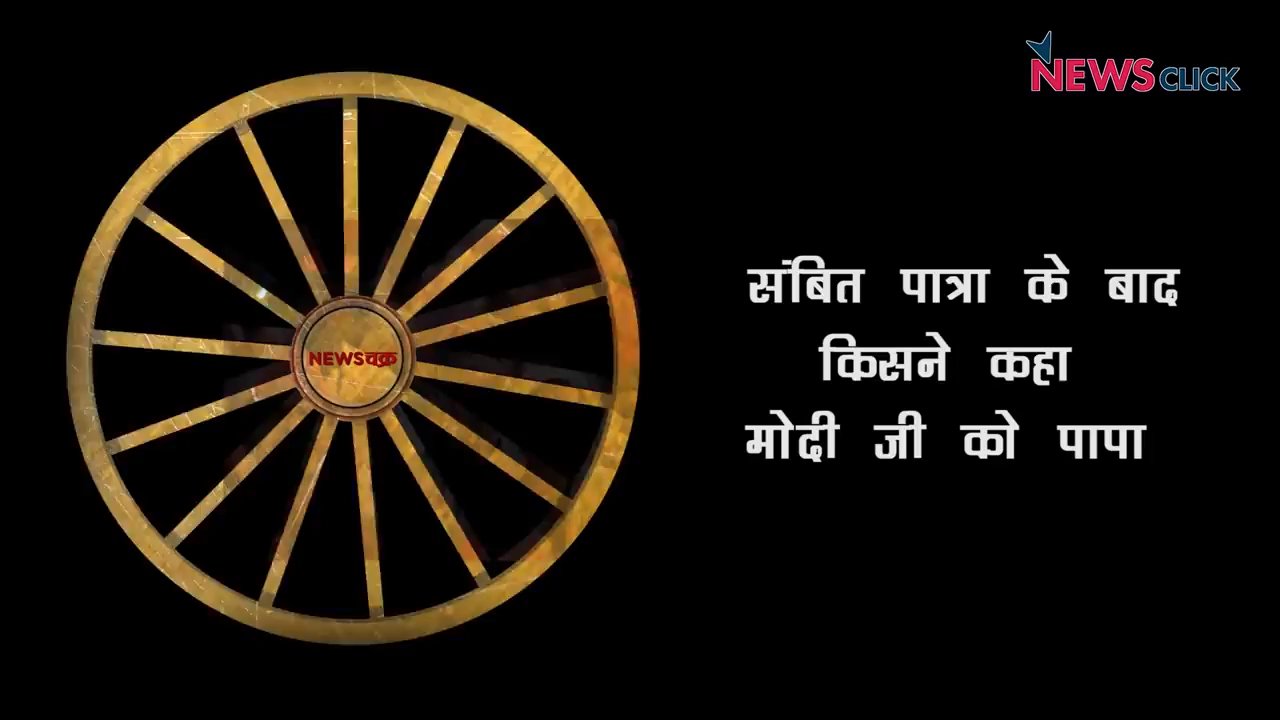 NEWSCLICK
संबित पात्रा के बाद
किसने कहा
मोदी जी को पापा
NEWSचक्र